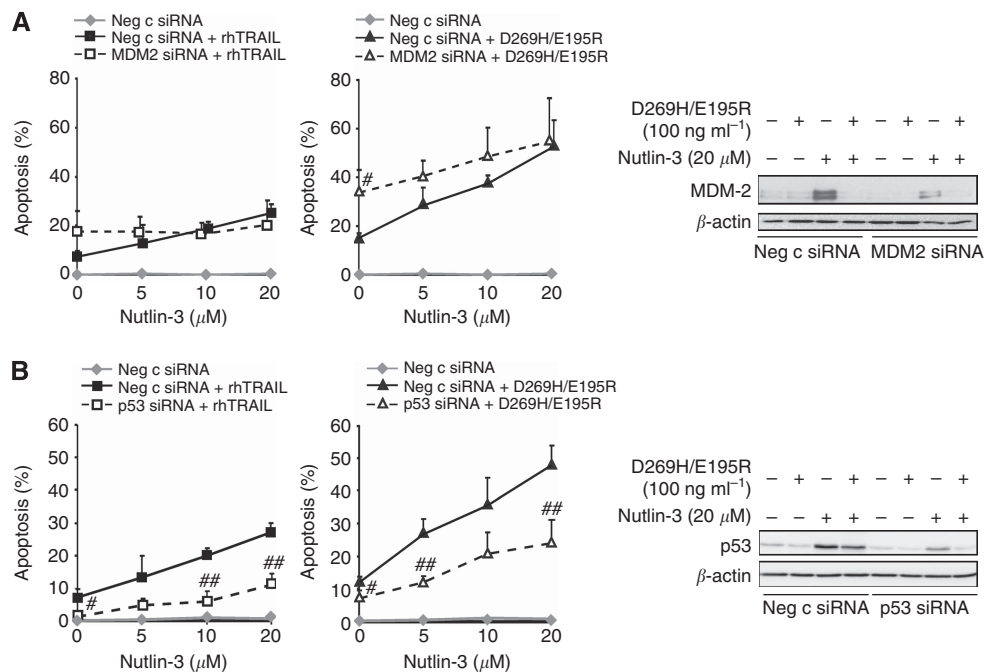 A
Neg c siRNA
Neg c siRNA + rhTRAIL
MDM2 siRNA + rhTRAIL
80
60
40
20
0
Apoptosis (%)
0 5 10 20
Nutlin-3 (μM)
Neg c siRNA
Neg c siRNA + D269H/E195R
MDM2 siRNA + D269H/E195R
80
60
40
20
0
Apoptosis (%)
#
0 5 10 20
Nutlin-3 (μM)
D269H/E195R
(100 ng ml⁻¹)
− + − + − + − +
Nutlin-3 (20 μM)
− − + + − − + +
MDM-2
β-actin
Neg c siRNA MDM2 siRNA
B
Neg c siRNA
Neg c siRNA + rhTRAIL
p53 siRNA + rhTRAIL
60
50
40
30
20
10
0
Apoptosis (%)
# ## ##
0 5 10 20
Nutlin-3 (μM)
Neg c siRNA
Neg c siRNA + D269H/E195R
p53 siRNA + D269H/E195R
60
50
40
30
20
10
0
Apoptosis (%)
# ## ##
0 5 10 20
Nutlin-3 (μM)
D269H/E195R
(100 ng ml⁻¹)
− + − + − + − +
Nutlin-3 (20 μM)
− − + + − − + +
p53
β-actin
Neg c siRNA p53 siRNA